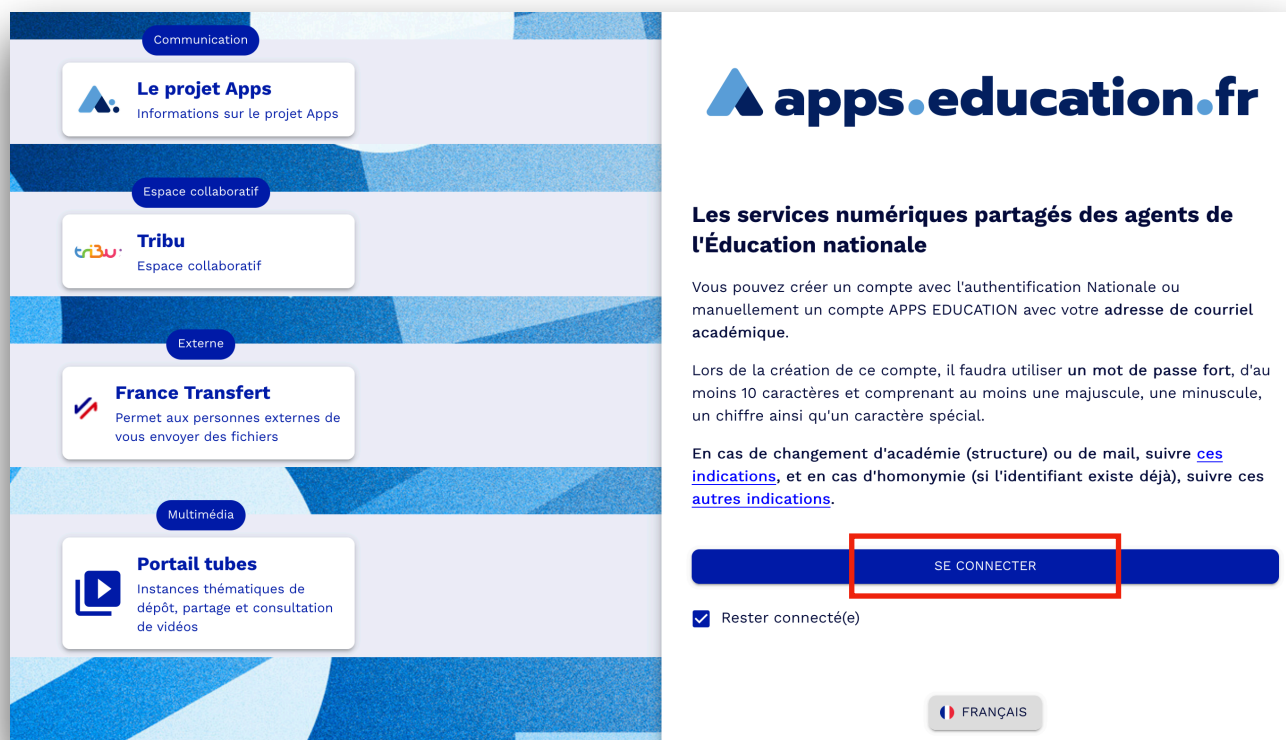 Communication
Le projet Apps
Informations sur le projet Apps
Espace collaboratif
tribu
Tribu
Espace collaboratif
Externe
France Transfert
Permet aux personnes externes de
vous envoyer des fichiers
Multimédia
Portail tubes
Instances thématiques de
dépôt, partage et consultation
de vidéos
apps.education.fr
Les services numériques partagés des agents de
l'Éducation nationale
Vous pouvez créer un compte avec l'authentification Nationale ou
manuellement un compte APPS EDUCATION avec votre adresse de courriel
académique.
Lors de la création de ce compte, il faudra utiliser un mot de passe fort, d'au
moins 10 caractères et comprenant au moins une majuscule, une minuscule,
un chiffre ainsi qu'un caractère spécial.
En cas de changement d'académie (structure) ou de mail, suivre ces
indications, et en cas d'homonymie (si l'identifiant existe déjà), suivre ces
autres indications.
SE CONNECTER
Rester connecté(e)
FRANÇAIS